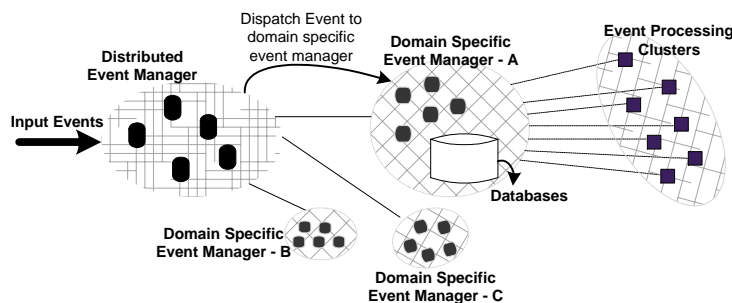 Dispatch Event to
domain specific
event manager
Distributed
Event Manager
Domain Specific
Event Manager - A
Event Processing
Clusters
Input Events
Databases
Domain Specific
Event Manager - B
Domain Specific
Event Manager - C